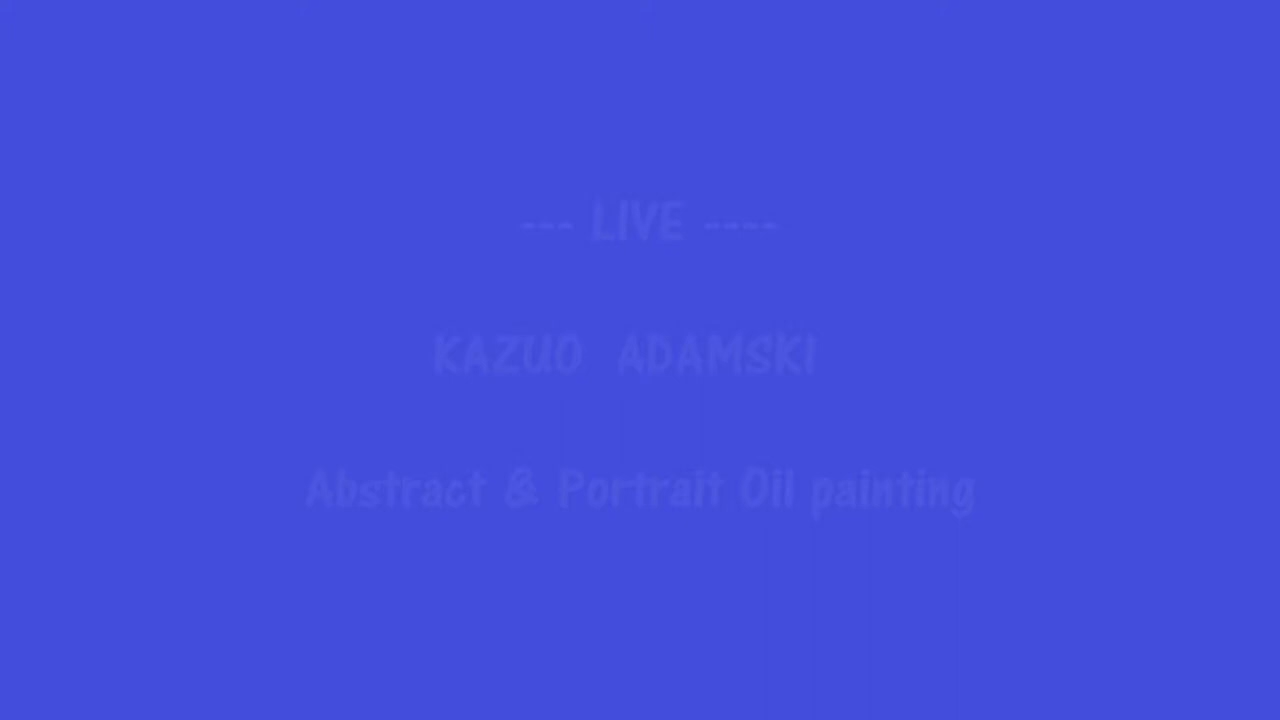 --- LIVE ----
KAZUO ADAMSKI
Abstract & Portrait Oil painting